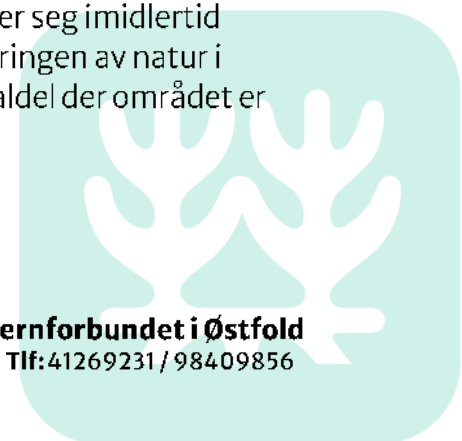 er seg imidlertid
ringen av natur i
aldel der området er
ernforbundet i Østfold
Tlf: 41269231 / 98409856